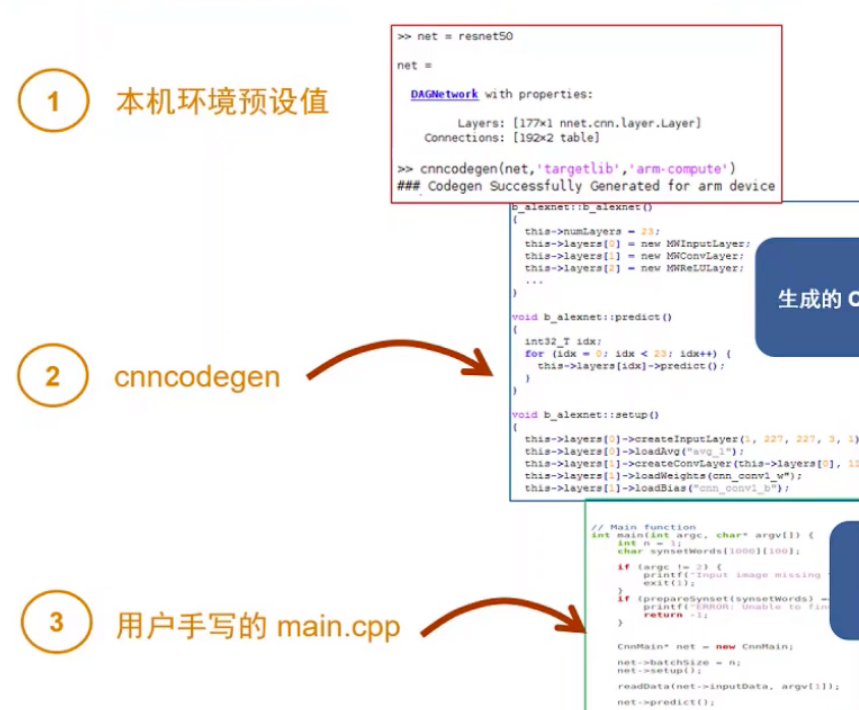 1
本机环境预设值
>> net = resnet50
net =
DAGNetwork with properties:
Layers: [177×1 nnet.cnn.layer.Layer]
Connections: [192×2 table]
>> cnncodegen(net,'targetlib','arm-compute')
### Codegen Successfully Generated for arm device
b_alexnet::b_alexnet()
{
this->numLayers = 23;
this->layers[0] = new MWInputLayer;
this->layers[1] = new MWConvLayer;
this->layers[2] = new MWReLULayer;
...
}
void b_alexnet::predict()
{
int32_T idx;
for (idx = 0; idx < 23; idx++) {
this->layers[idx]->predict();
}
}
void b_alexnet::setup()
{
this->layers[0]->createInputLayer(1, 227, 227, 3, 1)
this->layers[0]->loadAvg("avg_1");
this->layers[1]->createConvLayer(this->layers[0], 11
this->layers[1]->loadWeights(cnn_conv1_w");
this->layers[1]->loadBias("cnn_conv1_b");
生成的 C
2
cnncodegen
3
用户手写的 main.cpp
// Main function
int main(int argc, char* argv[]) {
int n = 1;
char synsetWords[1000][100];
if (argc != 2) {
printf("Input image missing
exit(1);
}
if (prepareSynset(synsetWords) =
printf("ERROR: Unable to fin
return -1;
}
CnnMain* net = new CnnMain;
net->batchSize = n;
net->setup();
readData(net->inputData, argv[1]);
net->predict();